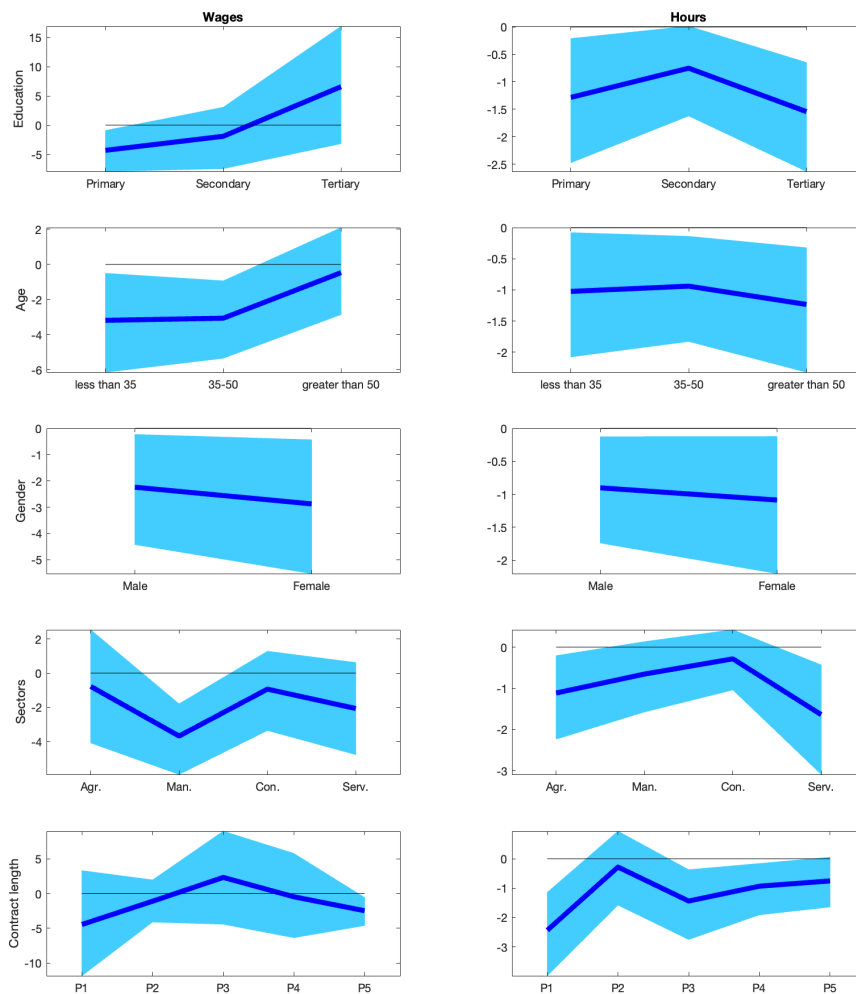 Wages
Hours
Education
15
10
5
0
-5
Primary
Secondary
Tertiary
0
-0.5
-1
-1.5
-2
-2.5
Primary
Secondary
Tertiary
Age
2
0
-2
-4
-6
less than 35
35-50
greater than 50
0
-0.5
-1
-1.5
-2
less than 35
35-50
greater than 50
Gender
0
-1
-2
-3
-4
-5
Male
Female
0
-0.5
-1
-1.5
-2
Male
Female
Sectors
2
0
-2
-4
Agr.
Man.
Con.
Serv.
0
-1
-2
-3
Agr.
Man.
Con.
Serv.
Contract length
5
0
-5
-10
P1
P2
P3
P4
P5
0
-1
-2
-3
P1
P2
P3
P4
P5